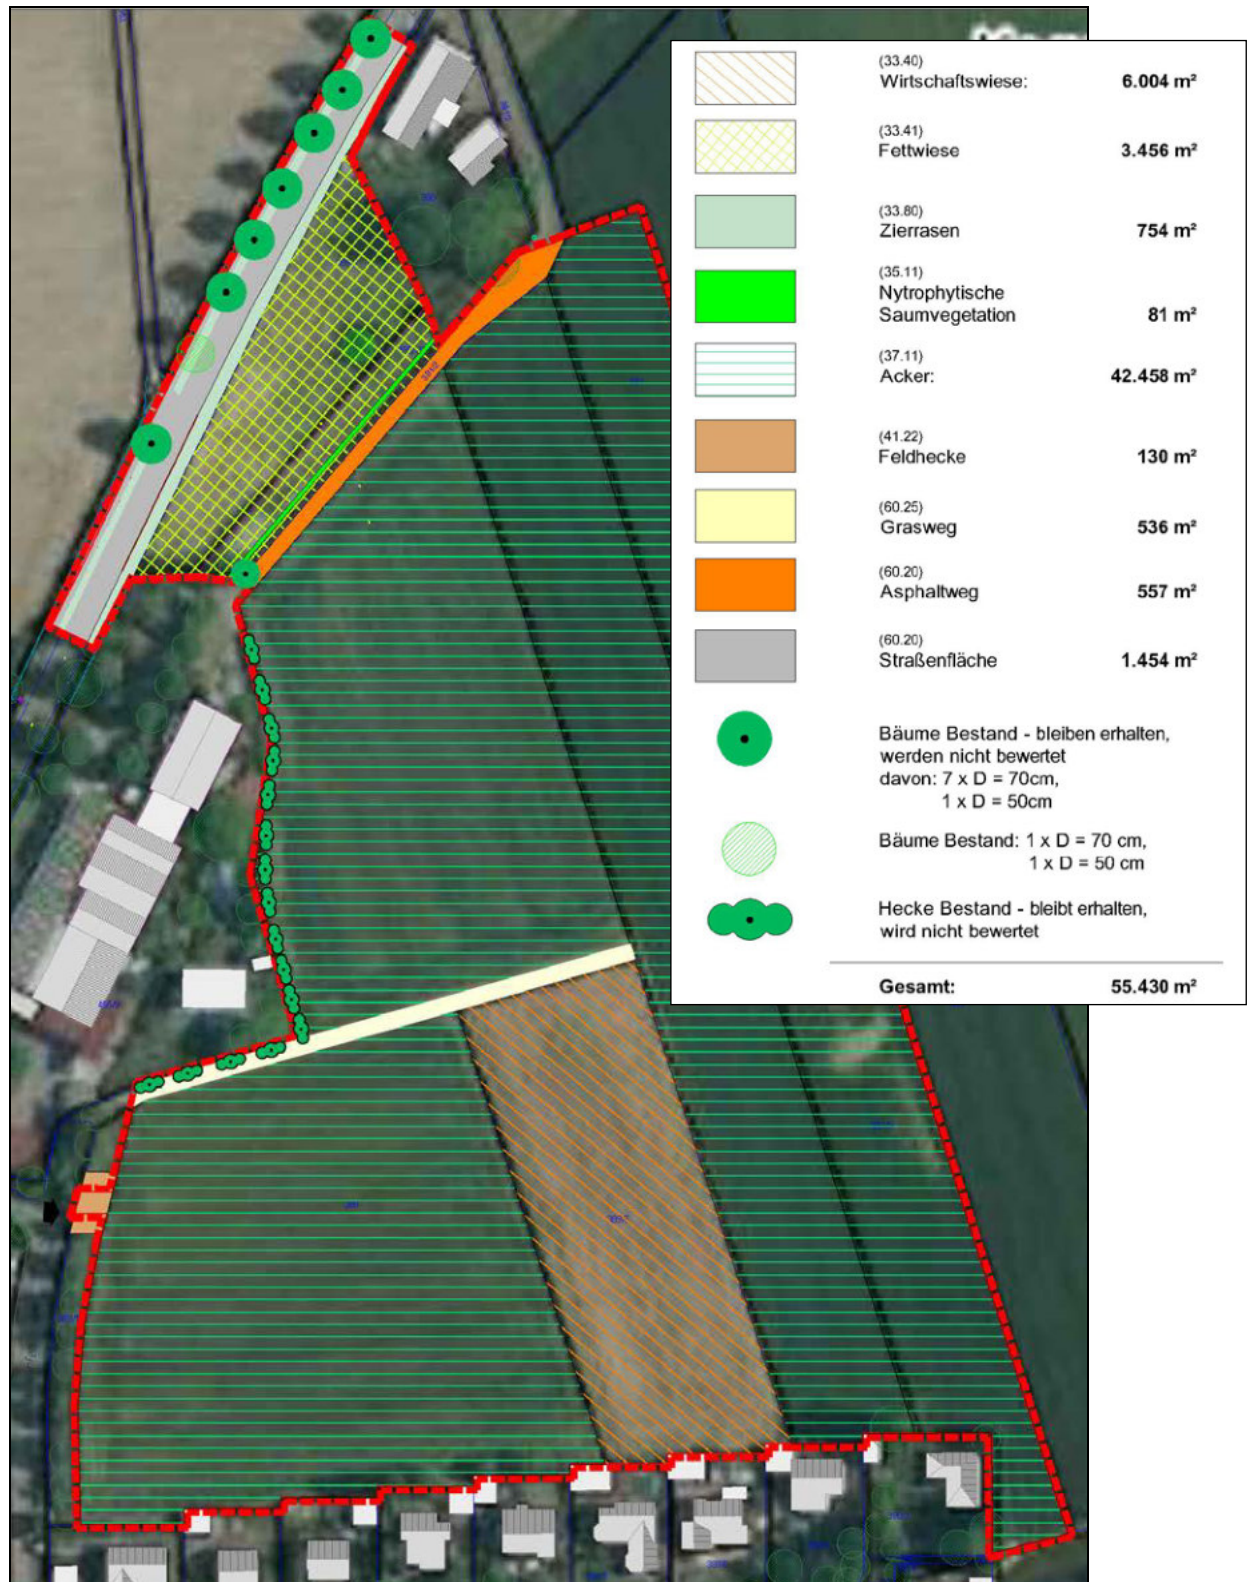 (33.40)
Wirtschaftswiese: 6.004 m²
(33.41)
Fettwiese 3.456 m²
(33.80)
Zierrasen 754 m²
(35.11)
Nytrophytische
Saumvegetation 81 m²
(37.11)
Acker: 42.458 m²
(41.22)
Feldhecke 130 m²
(60.25)
Grasweg 536 m²
(60.20)
Asphaltweg 557 m²
(60.20)
Straßenfläche 1.454 m²
Bäume Bestand - bleiben erhalten,
werden nicht bewertet
davon: 7 x D = 70cm,
1 x D = 50cm
Bäume Bestand: 1 x D = 70 cm,
1 x D = 50 cm
Hecke Bestand - bleibt erhalten,
wird nicht bewertet
Gesamt: 55.430 m²